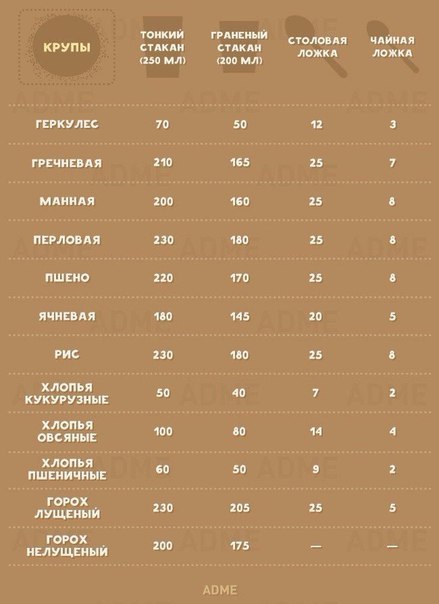 КРУПЫ
ТОНКИЙ СТАКАН (250 МЛ) ГРАНЕНЫЙ СТАКАН (200 МЛ) СТОЛОВАЯ ЛОЖКА ЧАЙНАЯ ЛОЖКА
ГЕРКУЛЕС 70 50 12 3
ГРЕЧНЕВАЯ 210 165 25 7
МАННАЯ 200 160 25 8
ПЕРЛОВАЯ 230 180 25 8
ПШЕНО 220 170 25 8
ЯЧНЕВАЯ 180 145 20 5
РИС 230 180 25 8
ХЛОПЬЯ КУКУРУЗНЫЕ 50 40 7 2
ХЛОПЬЯ ОВСЯНЫЕ 100 80 14 4
ХЛОПЬЯ ПШЕНИЧНЫЕ 60 50 9 2
ГОРОХ ЛУЩЕНЫЙ 230 205 25 5
ГОРОХ НЕЛУЩЕНЫЙ 200 175 — —
ADME